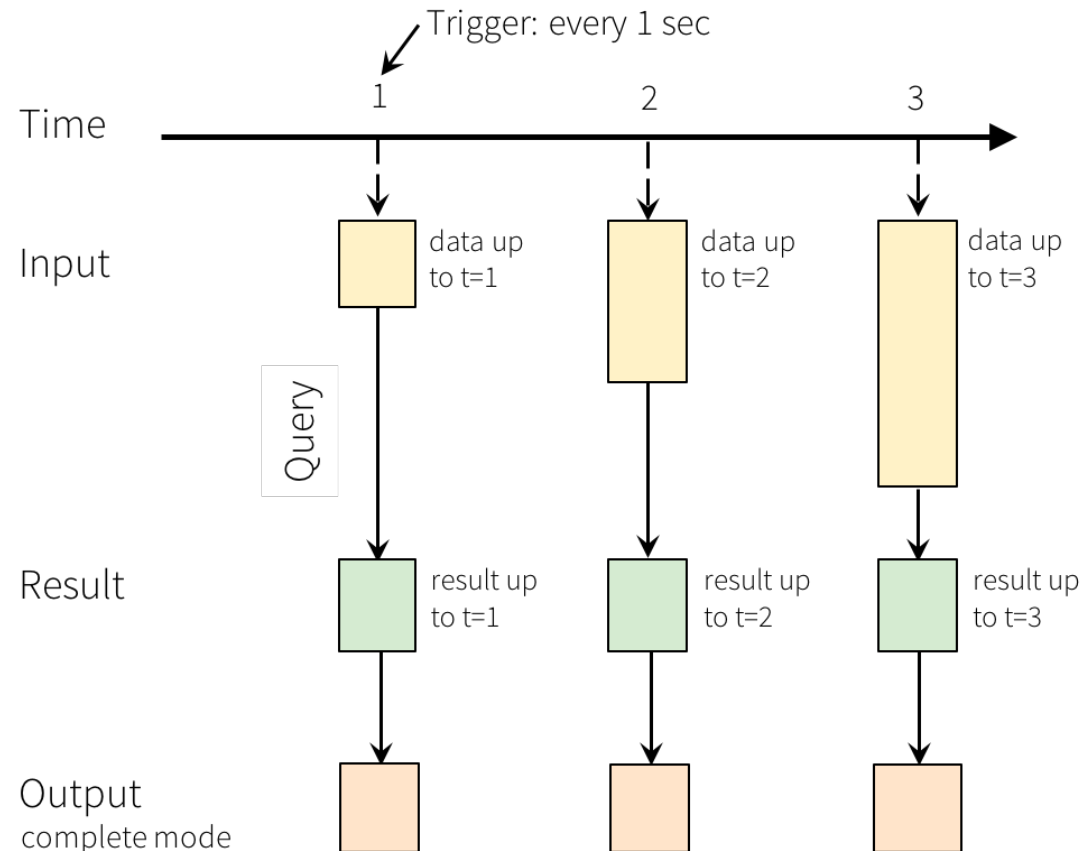 Trigger: every 1 sec
1
2
3
Time
Input
data up
to t=1
data up
to t=2
data up
to t=3
Query
Result
result up
to t=1
result up
to t=2
result up
to t=3
Output
complete mode